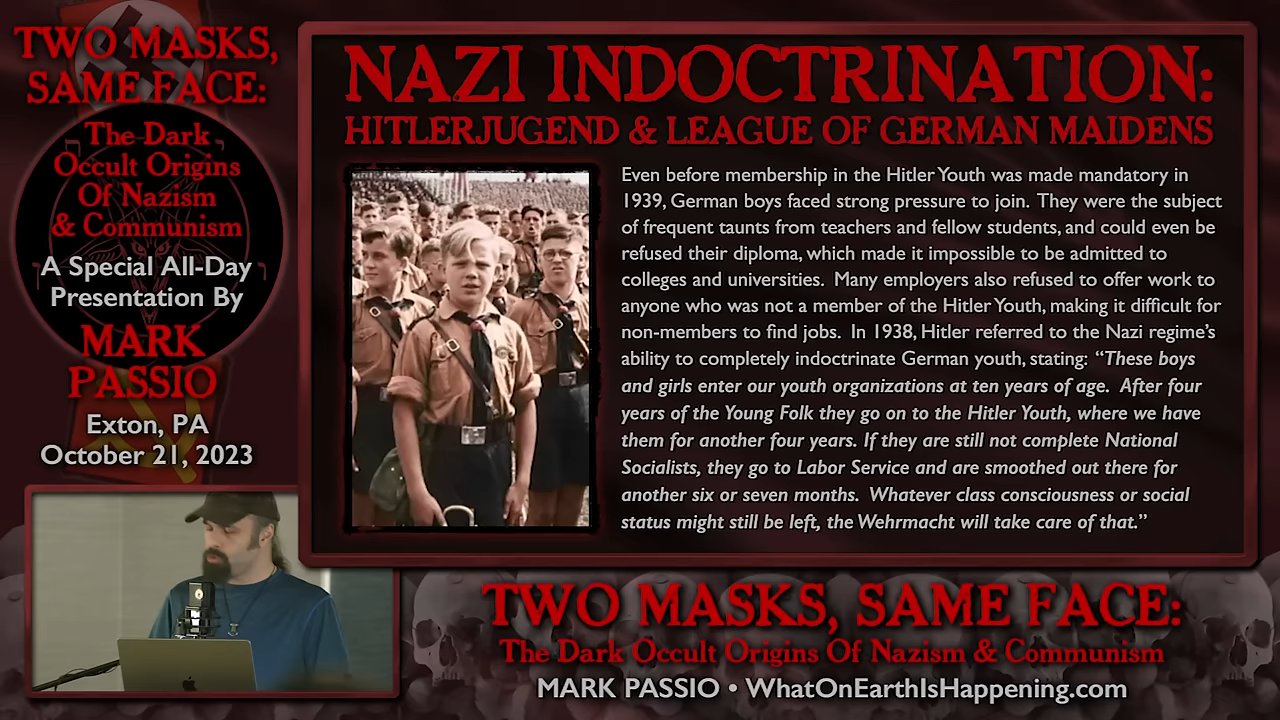 TWO MASKS,
SAME FACE:
The Dark
Occult Origins
Of Nazism
& Communism
A Special All-Day
Presentation By
MARK
PASSIO
Exton, PA
October 21, 2023
NAZI INDOCTRINATION:
HITLERJUGEND & LEAGUE OF GERMAN MAIDENS
Even before membership in the Hitler Youth was made mandatory in
1939, German boys faced strong pressure to join. They were the subject
of frequent taunts from teachers and fellow students, and could even be
refused their diploma, which made it impossible to be admitted to
colleges and universities. Many employers also refused to offer work to
anyone who was not a member of the Hitler Youth, making it difficult for
non-members to find jobs. In 1938, Hitler referred to the Nazi regime's
ability to completely indoctrinate German youth, stating: “These boys
and girls enter our youth organizations at ten years of age. After four
years of the Young Folk they go on to the Hitler Youth, where we have
them for another four years. If they are still not complete National
Socialists, they go to Labor Service and are smoothed out there for
another six or seven months. Whatever class consciousness or social
status might still be left, the Wehrmacht will take care of that.”
TWO MASKS, SAME FACE:
The Dark Occult Origins Of Nazism & Communism
MARK PASSIO • WhatOnEarthIsHappening.com